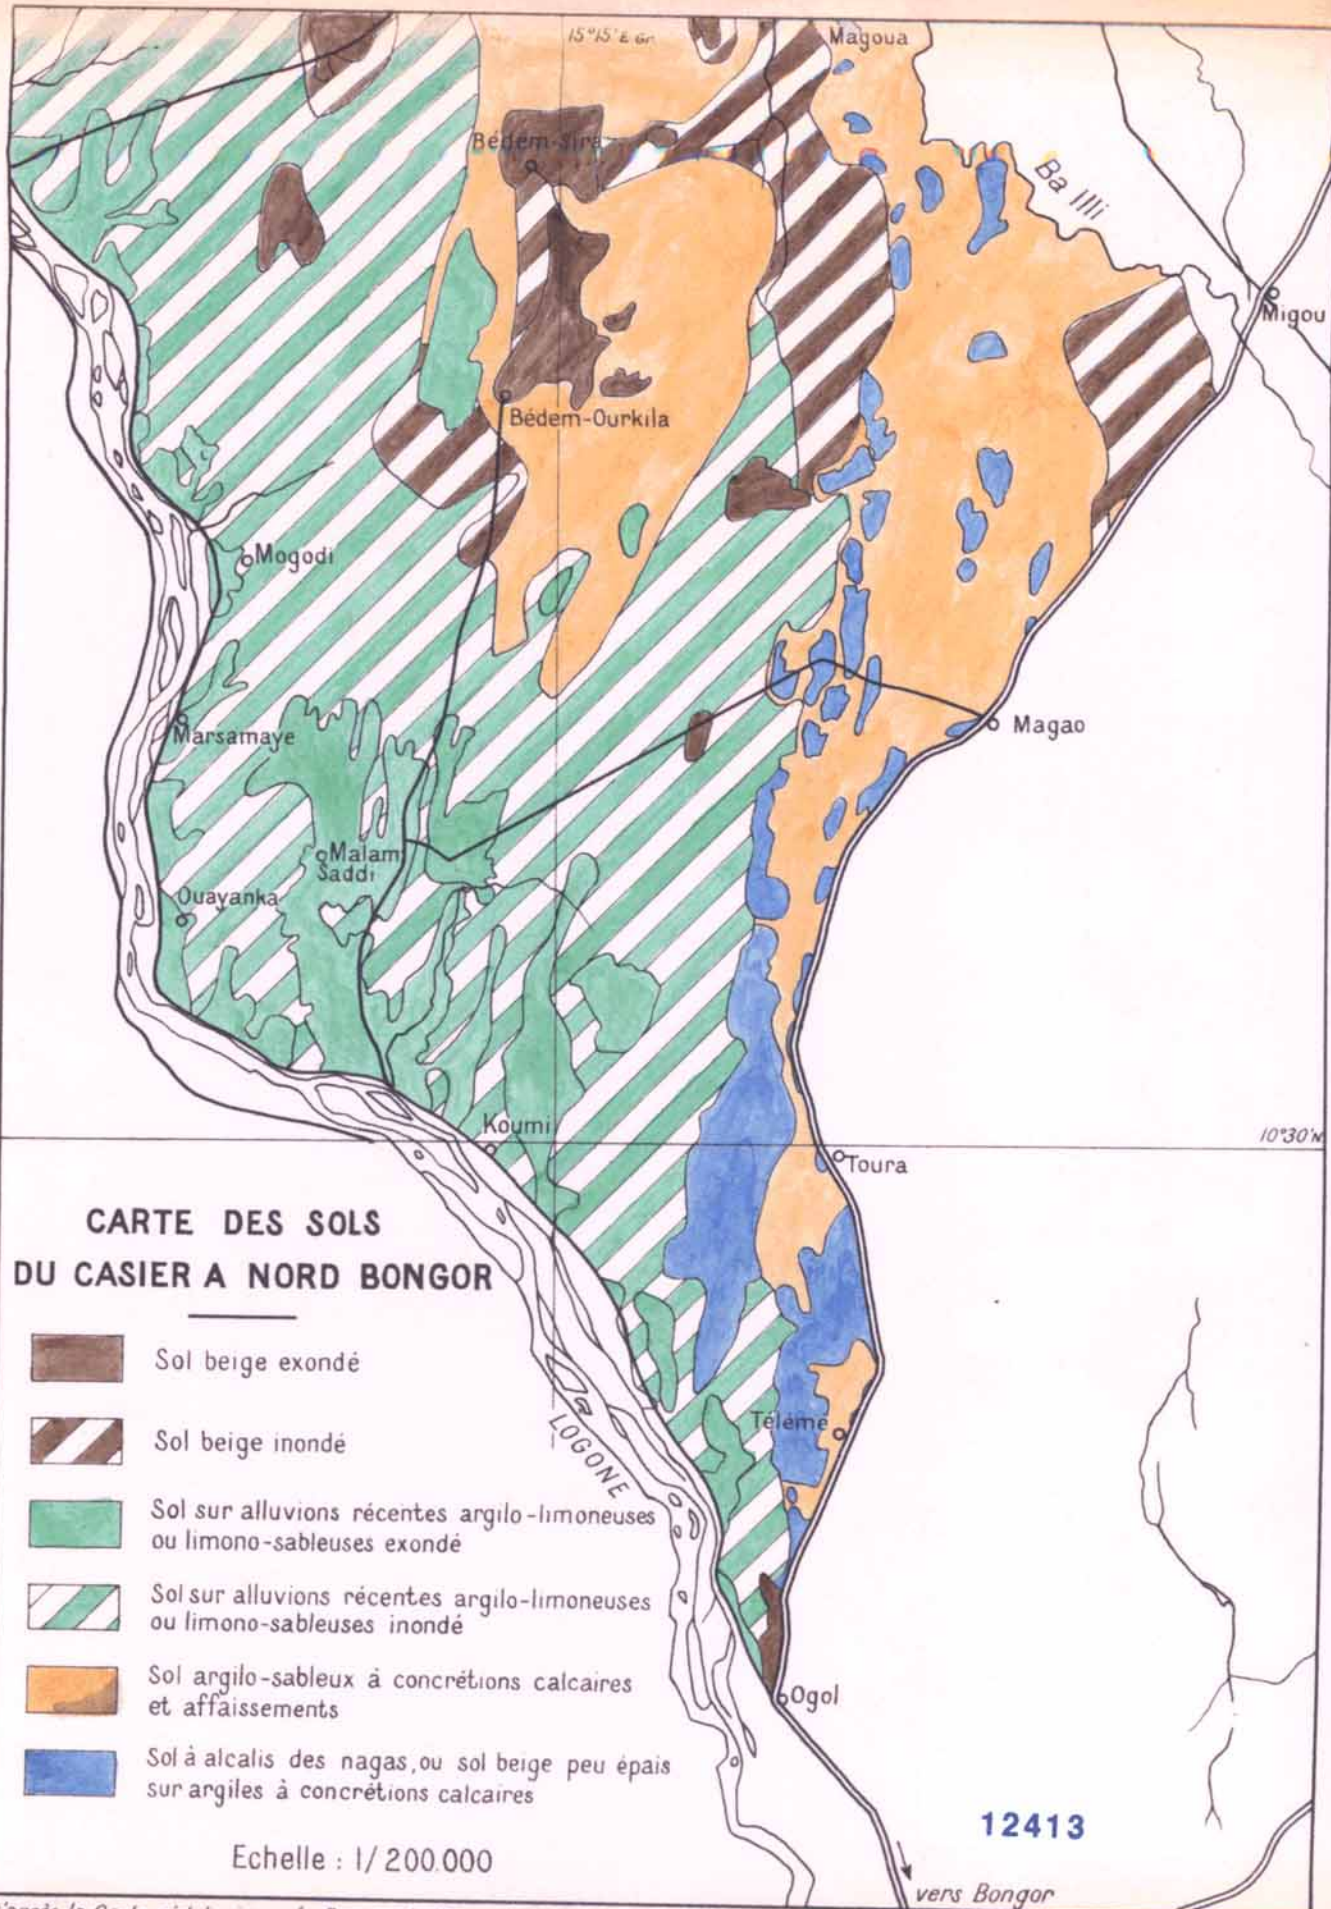 15°15' E Gr.
Magoua
Bédem-Sira
Ba Illi
Migou
Bédem-Ourkila
Mogodi
Marsamaye
Magao
Malam
Saddi
Ouayanka
Koumi
10°30'N
Toura
CARTE DES SOLS
DU CASIER A NORD BONGOR
Sol beige exondé
Sol beige inondé
Sol sur alluvions récentes argilo-limoneuses
ou limono-sableuses exondé
Sol sur alluvions récentes argilo-limoneuses
ou limono-sableuses inondé
Sol argilo-sableux à concrétions calcaires
et affaissements
Sol à alcalis des nagas, ou sol beige peu épais
sur argiles à concrétions calcaires
LOGONE
Télémé
Ogol
12413
Echelle : 1/200.000
vers Bongor